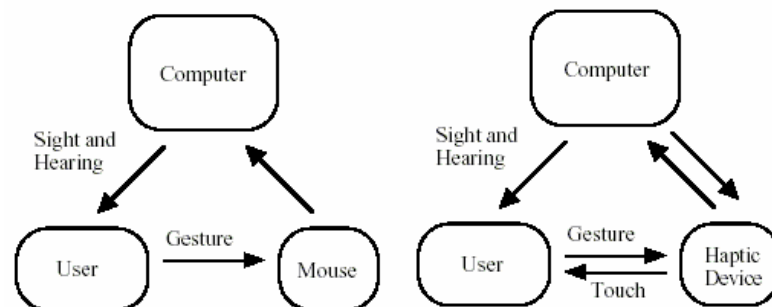 Computer
Sight and
Hearing
Gesture
User
Mouse
Computer
Sight and
Hearing
Gesture
User
Touch
Haptic
Device